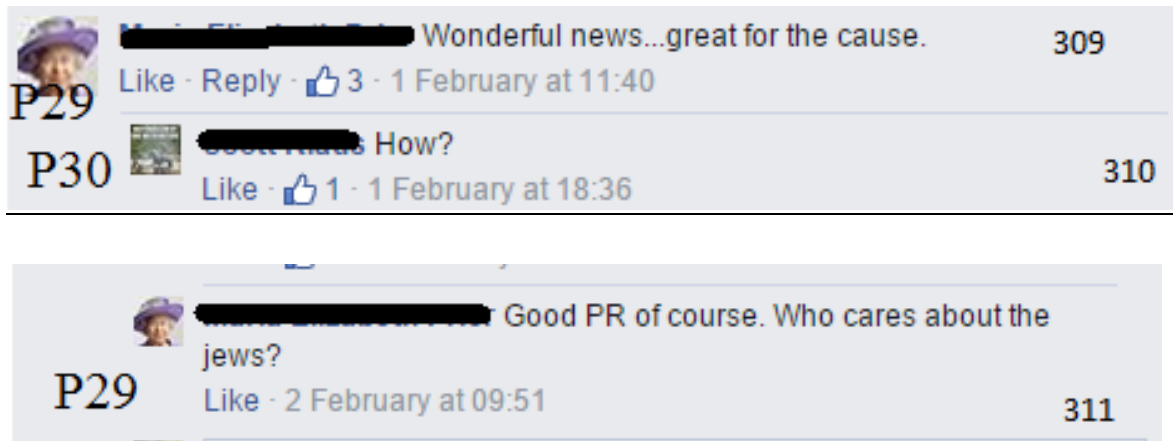 Wonderful news...great for the cause. 309
Like · Reply · 3 · 1 February at 11:40
P29
How?
P30
Like · 1 · 1 February at 18:36 310
Good PR of course. Who cares about the
jews?
P29
Like · 2 February at 09:51
311